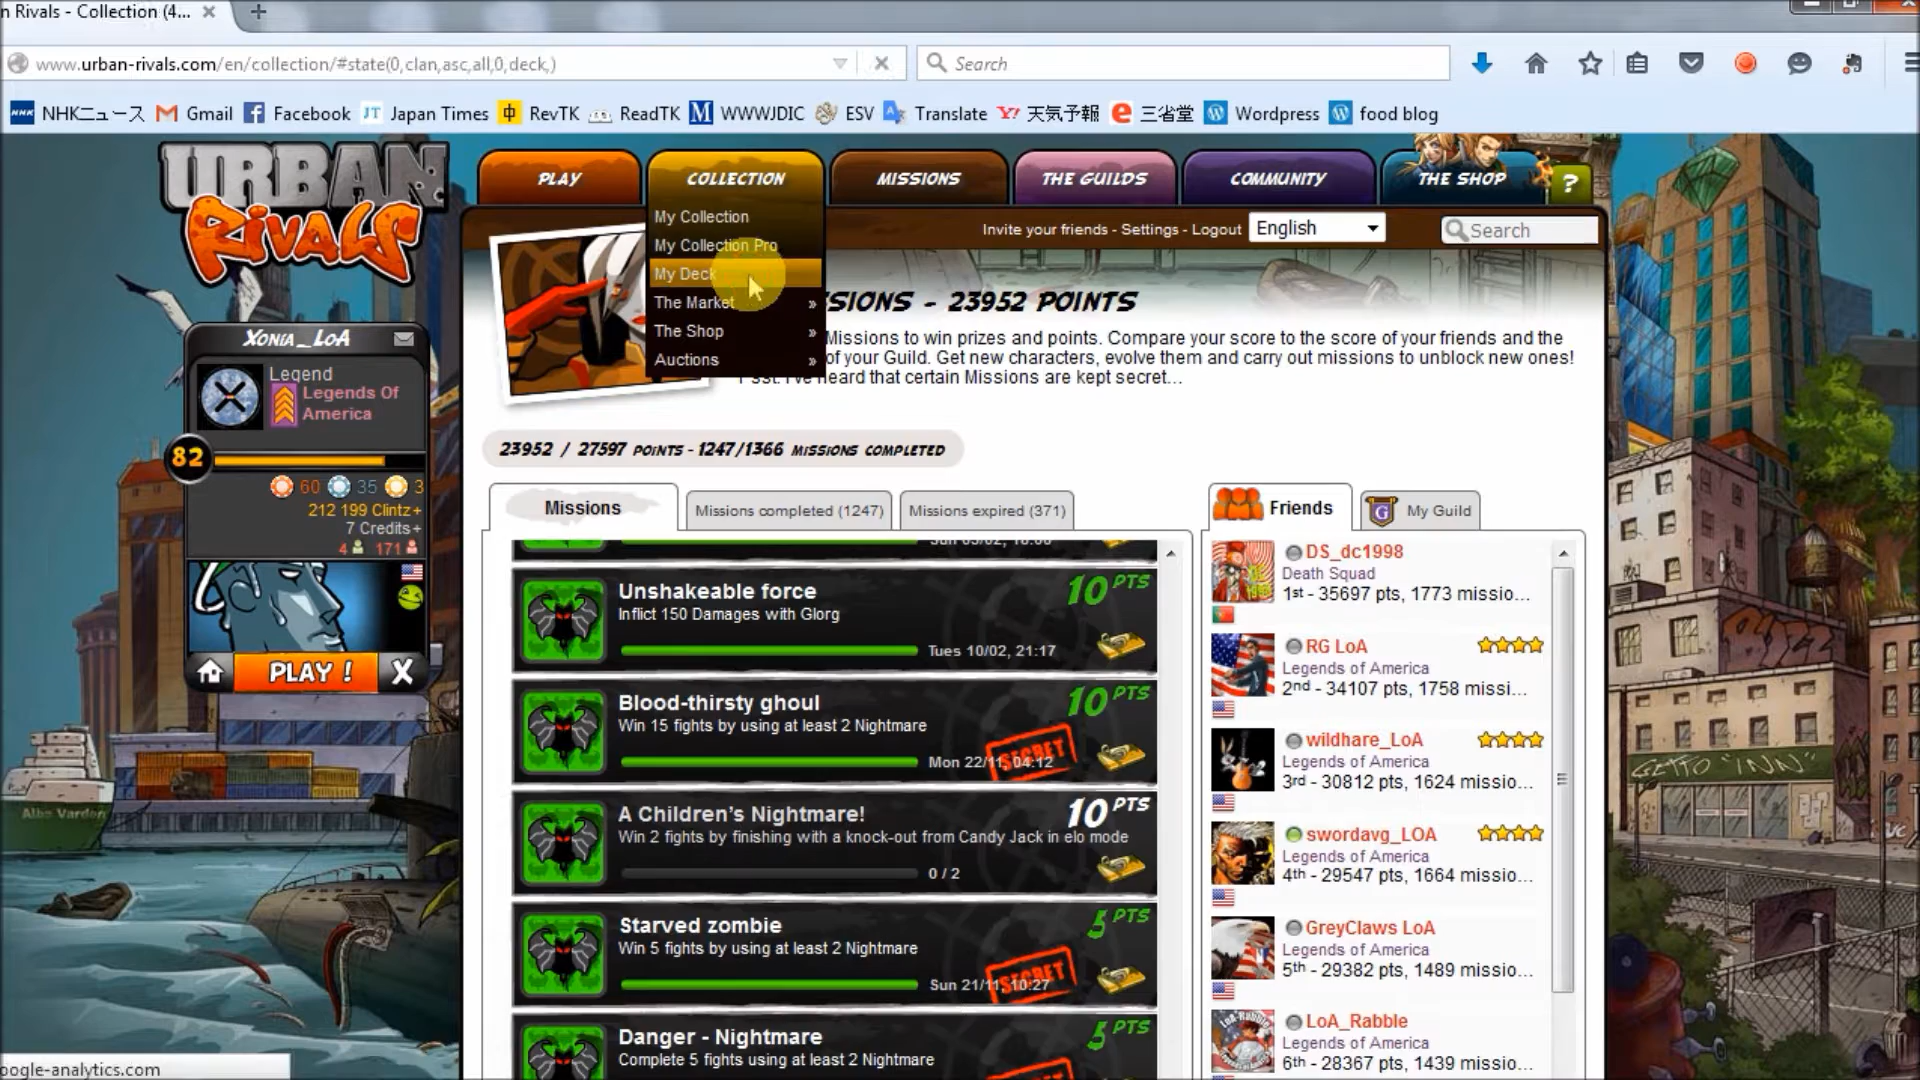 n Rivals - Collection (4...
www.urban-rivals.com/en/collection/#state(0,clan,asc,all,0,deck,)
Search
NHKニュース
Gmail
Facebook
JT
Japan Times
RevTK
ReadTK
M
WWWJDIC
ESV
Translate
Y!
天気予報
e
三省堂
Wordpress
food blog
URBAN
RIVALS
PLAY
COLLECTION
MISSIONS
THE GUILDS
COMMUNITY
THE SHOP
?
My Collection
My Collection Pro
My Deck
The Market »
The Shop »
Auctions »
Invite your friends - Settings - Logout
English
Search
SIONS - 23952 POINTS
Missions to win prizes and points. Compare your score to the score of your friends and the
of your Guild. Get new characters, evolve them and carry out missions to unblock new ones!
I've heard that certain Missions are kept secret...
XONIA_LOA
Legend
Legends Of
America
82
60 35 3
212 199 Clintz+
7 Credits+
4 171
PLAY !
X
23952 / 27597 POINTS - 1247/1366 MISSIONS COMPLETED
Missions
Missions completed (1247)
Missions expired (371)
Unshakeable force
10 PTS
Inflict 150 Damages with Glorg
Tues 10/02, 21:17
Blood-thirsty ghoul
10 PTS
Win 15 fights by using at least 2 Nightmare
SECRET
Mon 22/11, 04:12
A Children's Nightmare!
10 PTS
Win 2 fights by finishing with a knock-out from Candy Jack in elo mode
0 / 2
Starved zombie
5 PTS
Win 5 fights by using at least 2 Nightmare
SECRET
Sun 21/11, 10:27
Danger - Nightmare
5 PTS
Complete 5 fights using at least 2 Nightmare
Friends
G
My Guild
DS_dc1998
Death Squad
1st - 35697 pts, 1773 missio...
RG LoA
Legends of America
2nd - 34107 pts, 1758 missi...
wildhare_LoA
Legends of America
3rd - 30812 pts, 1624 missio...
swordavg_LOA
Legends of America
4th - 29547 pts, 1664 missio...
GreyClaws LoA
Legends of America
5th - 29382 pts, 1489 missio...
LoA_Rabble
Legends of America
6th - 28367 pts, 1439 missio...
Alba Varden
GETTO "INN"
oogle-analytics.com